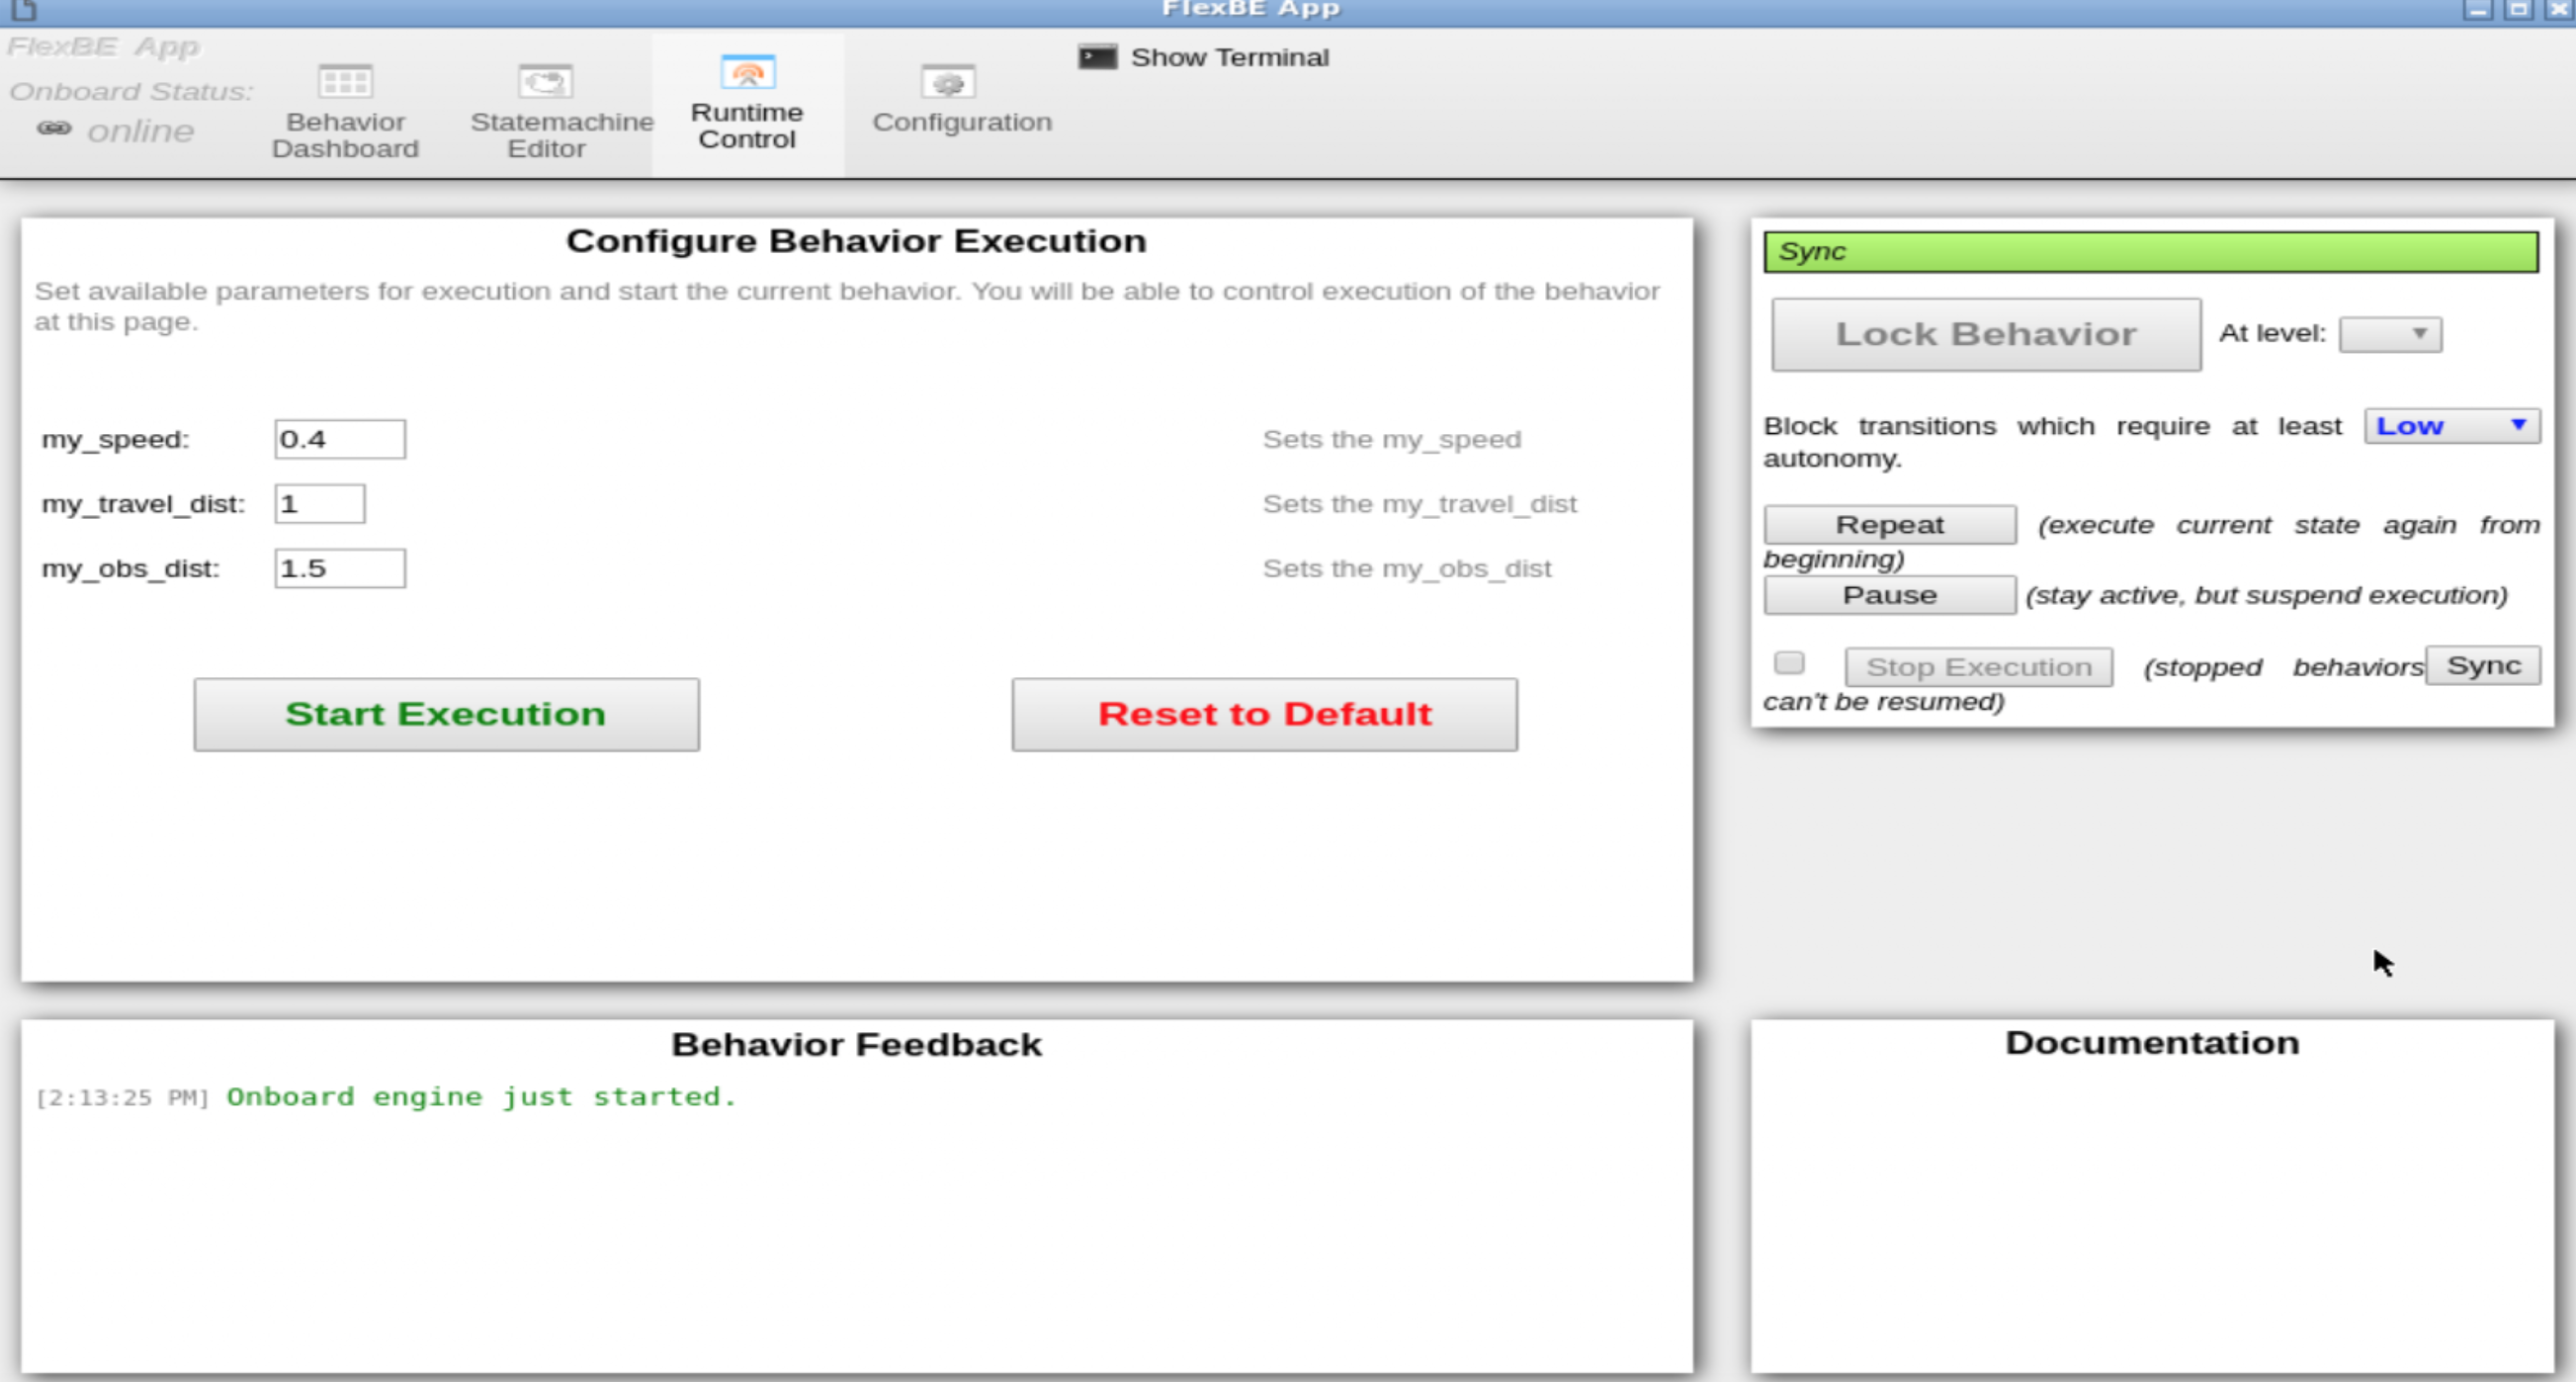 FlexBE App
FlexBE App
Onboard Status:
online
Behavior
Dashboard
Statemachine
Editor
Runtime
Control
Configuration
Show Terminal
Configure Behavior Execution
Set available parameters for execution and start the current behavior. You will be able to control execution of the behavior
at this page.
my_speed: 0.4 Sets the my_speed
my_travel_dist: 1 Sets the my_travel_dist
my_obs_dist: 1.5 Sets the my_obs_dist
Start Execution Reset to Default
Sync
Lock Behavior At level:
Block transitions which require at least Low
autonomy.
Repeat (execute current state again from
beginning)
Pause (stay active, but suspend execution)
Stop Execution (stopped behaviors Sync
can't be resumed)
Behavior Feedback
[2:13:25 PM] Onboard engine just started.
Documentation